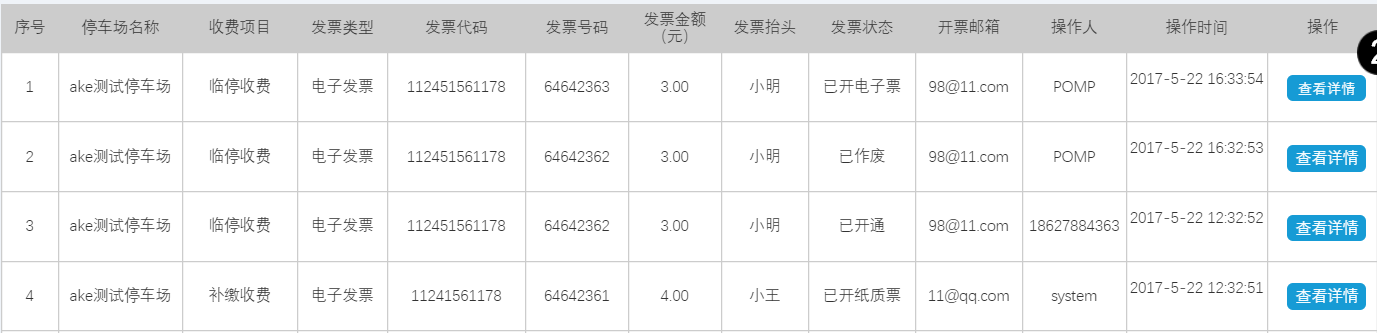 序号 停车场名称 收费项目 发票类型 发票代码 发票号码 发票金额（元） 发票抬头 发票状态 开票邮箱 操作人 操作时间 操作
2
1 ake测试停车场 临停收费 电子发票 112451561178 64642363 3.00 小明 已开电子票 98@11.com POMP 2017-5-22 16:33:54 查看详情
2 ake测试停车场 临停收费 电子发票 112451561178 64642362 3.00 小明 已作废 98@11.com POMP 2017-5-22 16:32:53 查看详情
3 ake测试停车场 临停收费 电子发票 112451561178 64642362 3.00 小明 已开通 98@11.com 18627884363 2017-5-22 12:32:52 查看详情
4 ake测试停车场 补缴收费 电子发票 11241561178 64642361 4.00 小王 已开纸质票 11@qq.com system 2017-5-22 12:32:51 查看详情